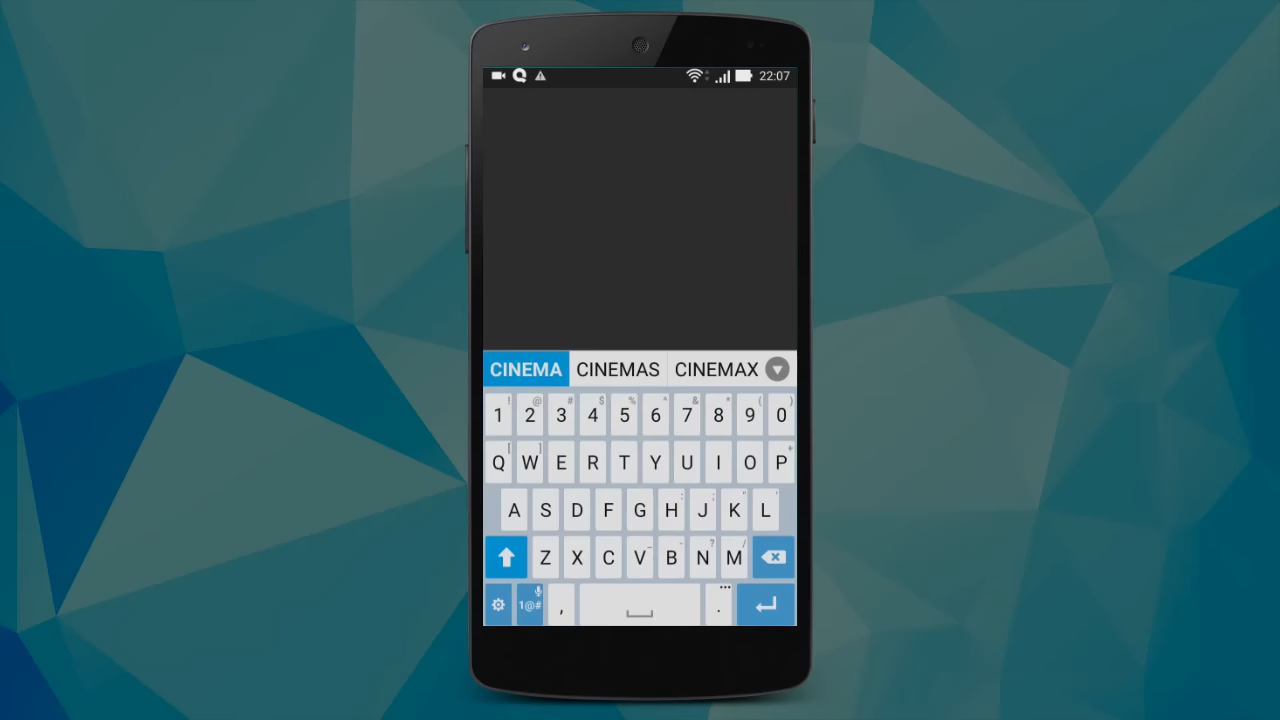 22:07
CINEMA CINEMAS CINEMAX
! @ # $ % ^ & * ( )
1 2 3 4 5 6 7 8 9 0
[ ] +
Q W E R T Y U I O P
: ; " '
A S D F G H J K L
_ - ? /
Z X C V B N M
1@# , . ...